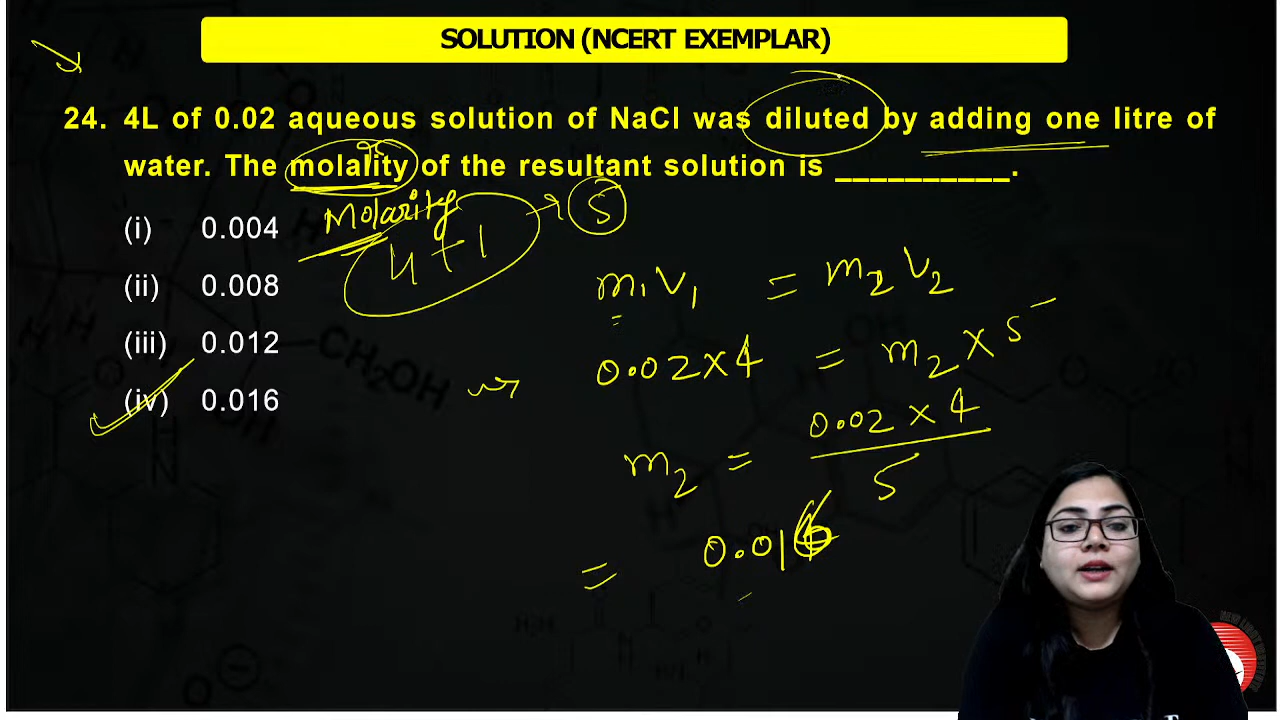 SOLUTION (NCERT EXEMPLAR)
24. 4L of 0.02 aqueous solution of NaCl was diluted by adding one litre of
water. The molality of the resultant solution is __________.
Molarity
4 + 1 → 5
(i) 0.004
(ii) 0.008
(iii) 0.012
(iv) 0.016
m₁V₁ = m₂V₂
0.02 x 4 = m₂ x 5
m₂ = 0.02 x 4
5
= 0.016
CH₂OH